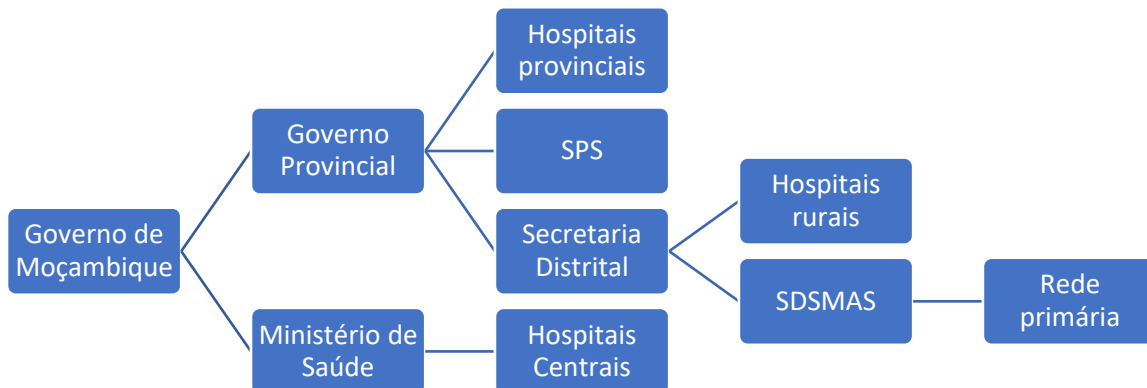 Governo de
Moçambique
Governo
Provincial
Hospitais
provinciais
SPS
Secretaria
Distrital
Hospitais
rurais
SDSMAS
Rede
primária
Ministério de
Saúde
Hospitais
Centrais